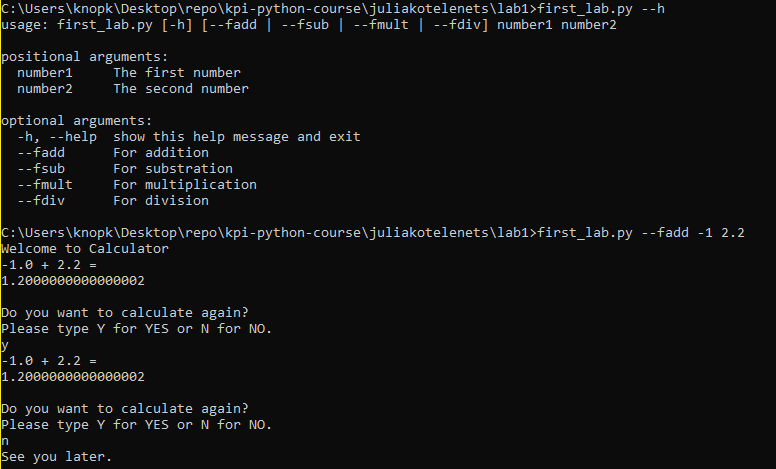 C:\Users\knopk\Desktop\repo\kpi-python-course\juliakotelenets\lab1>first_lab.py --h
usage: first_lab.py [-h] [--fadd | --fsub | --fmult | --fdiv] number1 number2
positional arguments:
number1     The first number
number2     The second number
optional arguments:
-h, --help  show this help message and exit
--fadd      For addition
--fsub      For substration
--fmult     For multiplication
--fdiv      For division
C:\Users\knopk\Desktop\repo\kpi-python-course\juliakotelenets\lab1>first_lab.py --fadd -1 2.2
Welcome to Calculator
-1.0 + 2.2 =
1.2000000000000002
Do you want to calculate again?
Please type Y for YES or N for NO.
y
-1.0 + 2.2 =
1.2000000000000002
Do you want to calculate again?
Please type Y for YES or N for NO.
n
See you later.